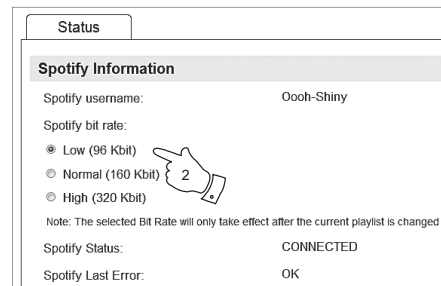 Status
Spotify Information
Spotify username: Oooh-Shiny
Spotify bit rate:
Low (96 Kbit)
Normal (160 Kbit) 2
High (320 Kbit)
Note: The selected Bit Rate will only take effect after the current playlist is changed
Spotify Status: CONNECTED
Spotify Last Error: OK